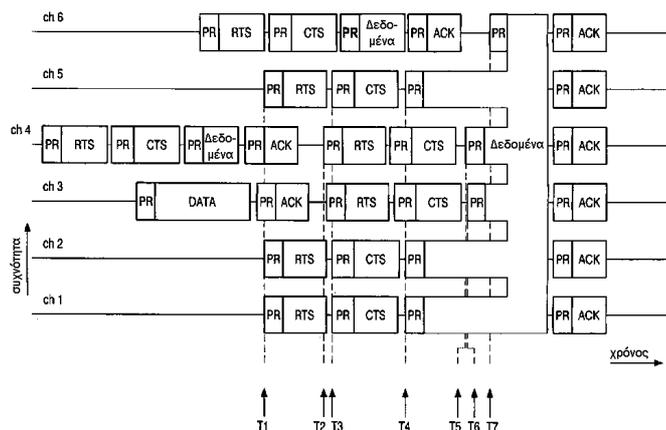 ch 6
PR RTS PR CTS PR Δεδο-
μένα PR ACK PR PR ACK
ch 5
PR RTS PR CTS PR PR ACK
ch 4
PR RTS PR CTS PR Δεδο-
μένα PR ACK PR RTS PR CTS PR Δεδομένα PR ACK
ch 3
PR DATA PR ACK PR RTS PR CTS PR PR ACK
ch 2
PR RTS PR CTS PR PR ACK
ch 1
PR RTS PR CTS PR PR ACK
συχνότητα
χρόνος
T1 T2 T3 T4 T5 T6 T7